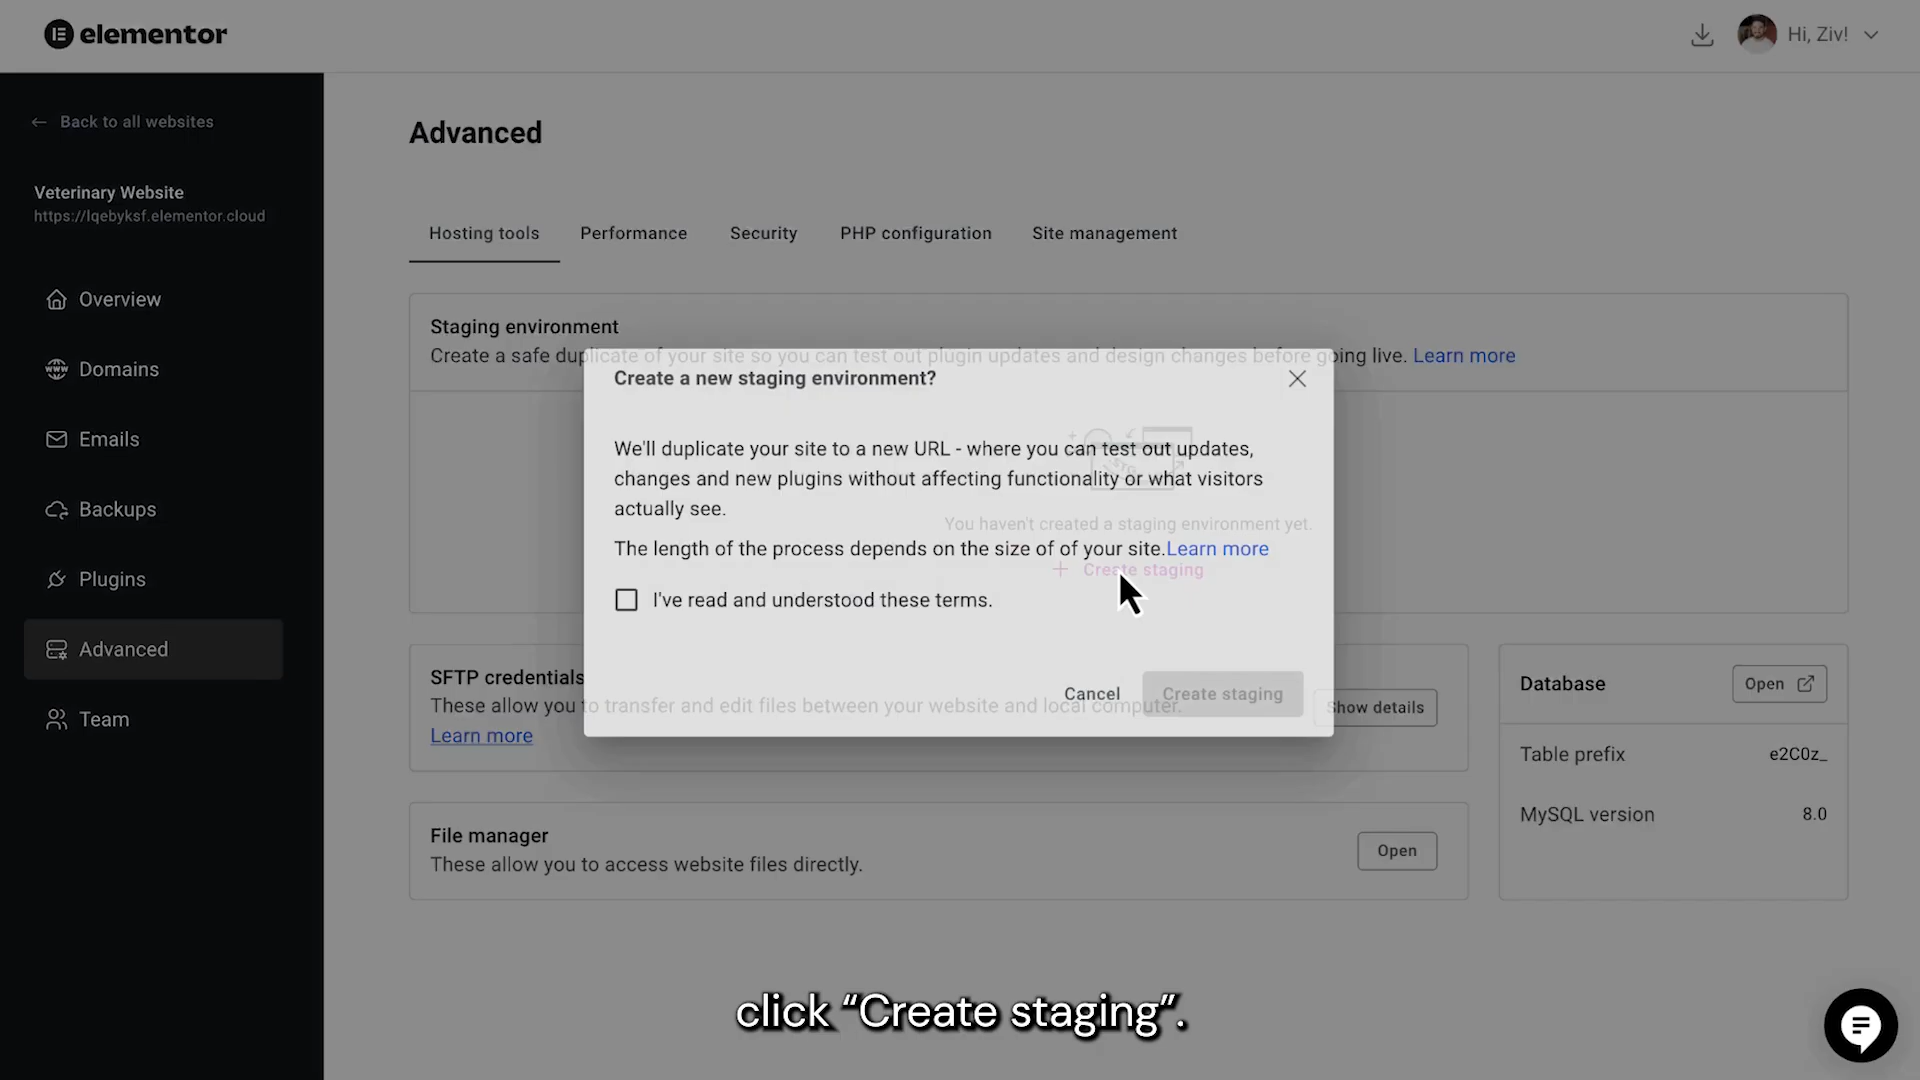 elementor
Hi, Ziv!
Back to all websites
Veterinary Website
https://lqebyksf.elementor.cloud
Overview
Domains
Emails
Backups
Plugins
Advanced
Team
Advanced
Hosting tools
Performance
Security
PHP configuration
Site management
Staging environment
Create a safe duplicate of your site so you can test out plugin updates and design changes before going live. Learn more
Create a new staging environment?
We'll duplicate your site to a new URL - where you can test out updates,
changes and new plugins without affecting functionality or what visitors
actually see.
You haven't created a staging environment yet.
The length of the process depends on the size of of your site.Learn more
Create staging
I've read and understood these terms.
Cancel
Create staging
SFTP credentials
These allow you to transfer and edit files between your website and local computer.
Learn more
Show details
Database
Open
Table prefix
e2C0z_
MySQL version
8.0
File manager
These allow you to access website files directly.
Open
click “Create staging”.